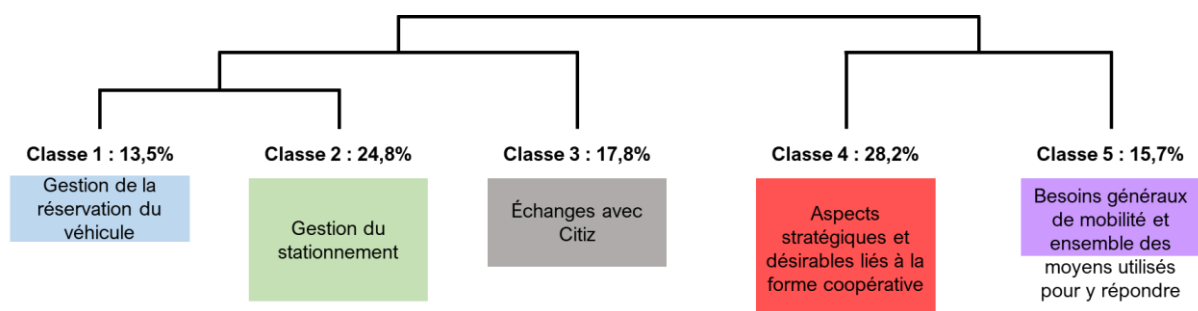 Classe 1 : 13,5%
Gestion de la
réservation du
véhicule
Classe 2 : 24,8%
Gestion du
stationnement
Classe 3 : 17,8%
Échanges avec
Citiz
Classe 4 : 28,2%
Aspects
stratégiques et
désirables liés à la
forme coopérative
Classe 5 : 15,7%
Besoins généraux
de mobilité et
ensemble des
moyens utilisés
pour y répondre